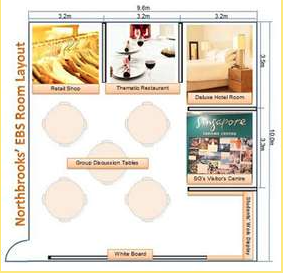 9.6m
3.2m
3.2m
3.2m
Northbrooks' EBS Room Layout
Retail Shop
Thematic Restaurant
Deluxe Hotel Room
3.5m
10.0m
Singapore
SG's Visitor's Centre
3.3m
Group Discussion Tables
Students' Work Display
White Board